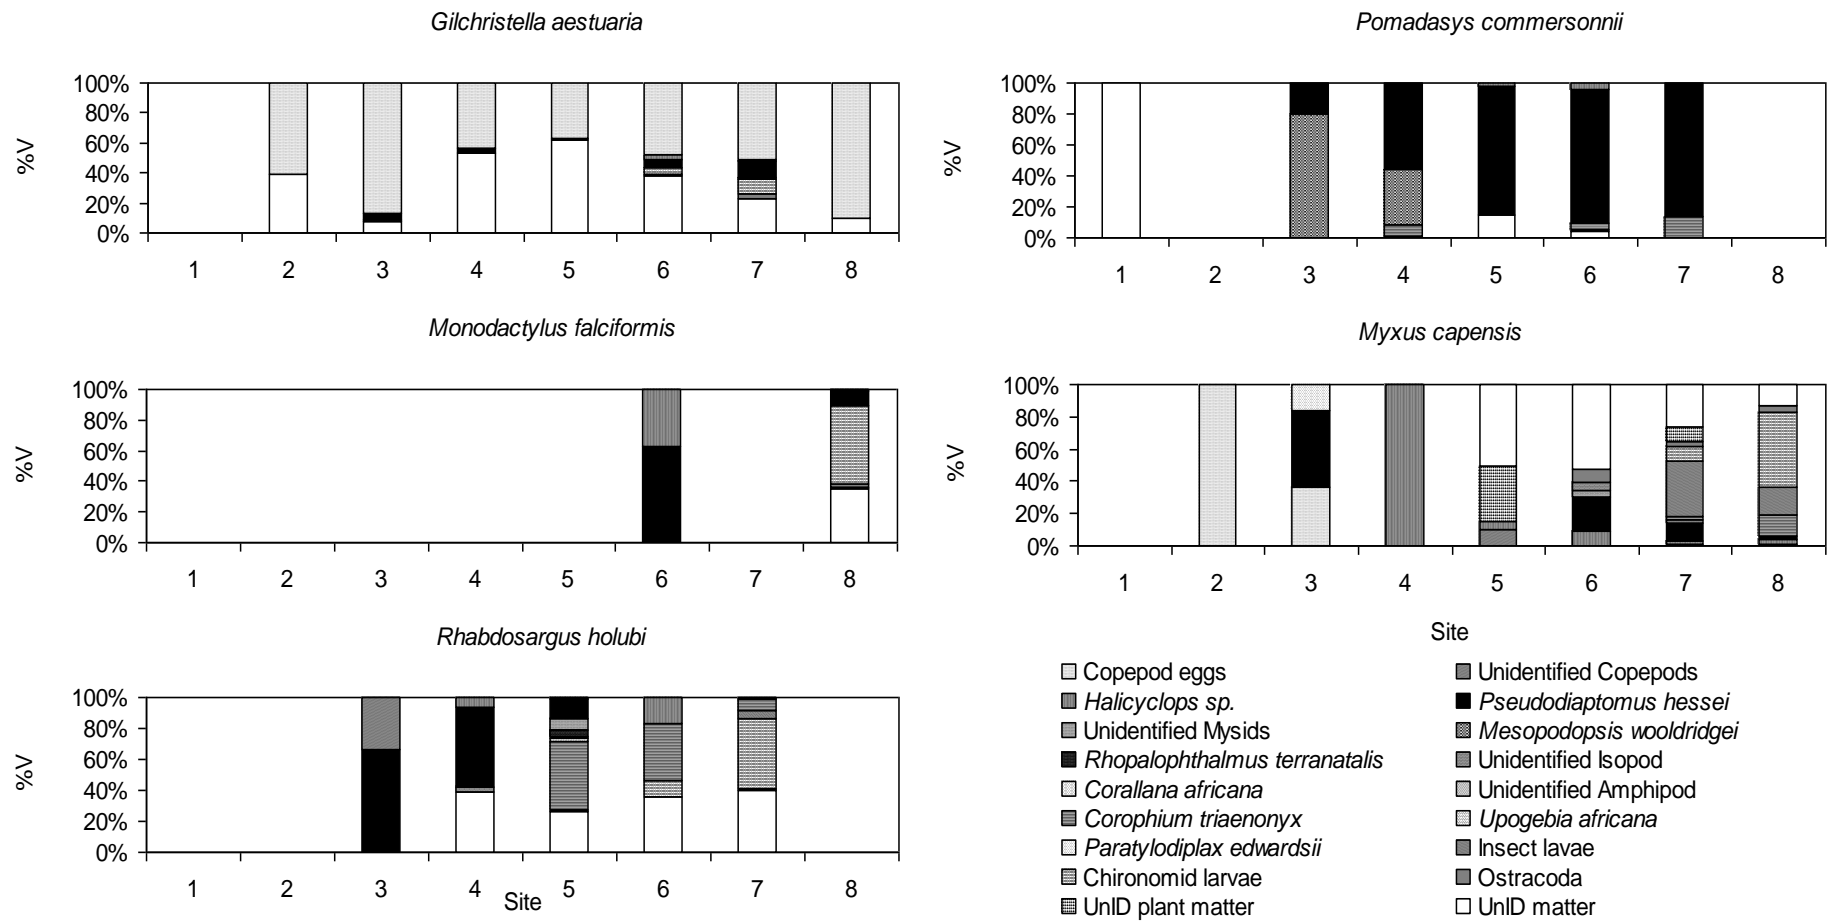 Gilchristella aestuaria
%V
100%
80%
60%
40%
20%
0%
1 2 3 4 5 6 7 8
Pomadasys commersonnii
%V
100%
80%
60%
40%
20%
0%
1 2 3 4 5 6 7 8
Monodactylus falciformis
%V
100%
80%
60%
40%
20%
0%
1 2 3 4 5 6 7 8
Myxus capensis
%V
100%
80%
60%
40%
20%
0%
1 2 3 4 5 6 7 8
Site
Rhabdosargus holubi
%V
100%
80%
60%
40%
20%
0%
1 2 3 4 5 6 7 8
Site
Copepod eggs
Unidentified Copepods
Halicyclops sp.
Pseudodiaptomus hessei
Unidentified Mysids
Mesopodopsis wooldridgei
Rhopalophthalmus terranatalis
Unidentified Isopod
Corallana africana
Unidentified Amphipod
Corophium triaenonyx
Upogebia africana
Paratylodiplax edwardsii
Insect lavae
Chironomid larvae
Ostracoda
UnID plant matter
UnID matter